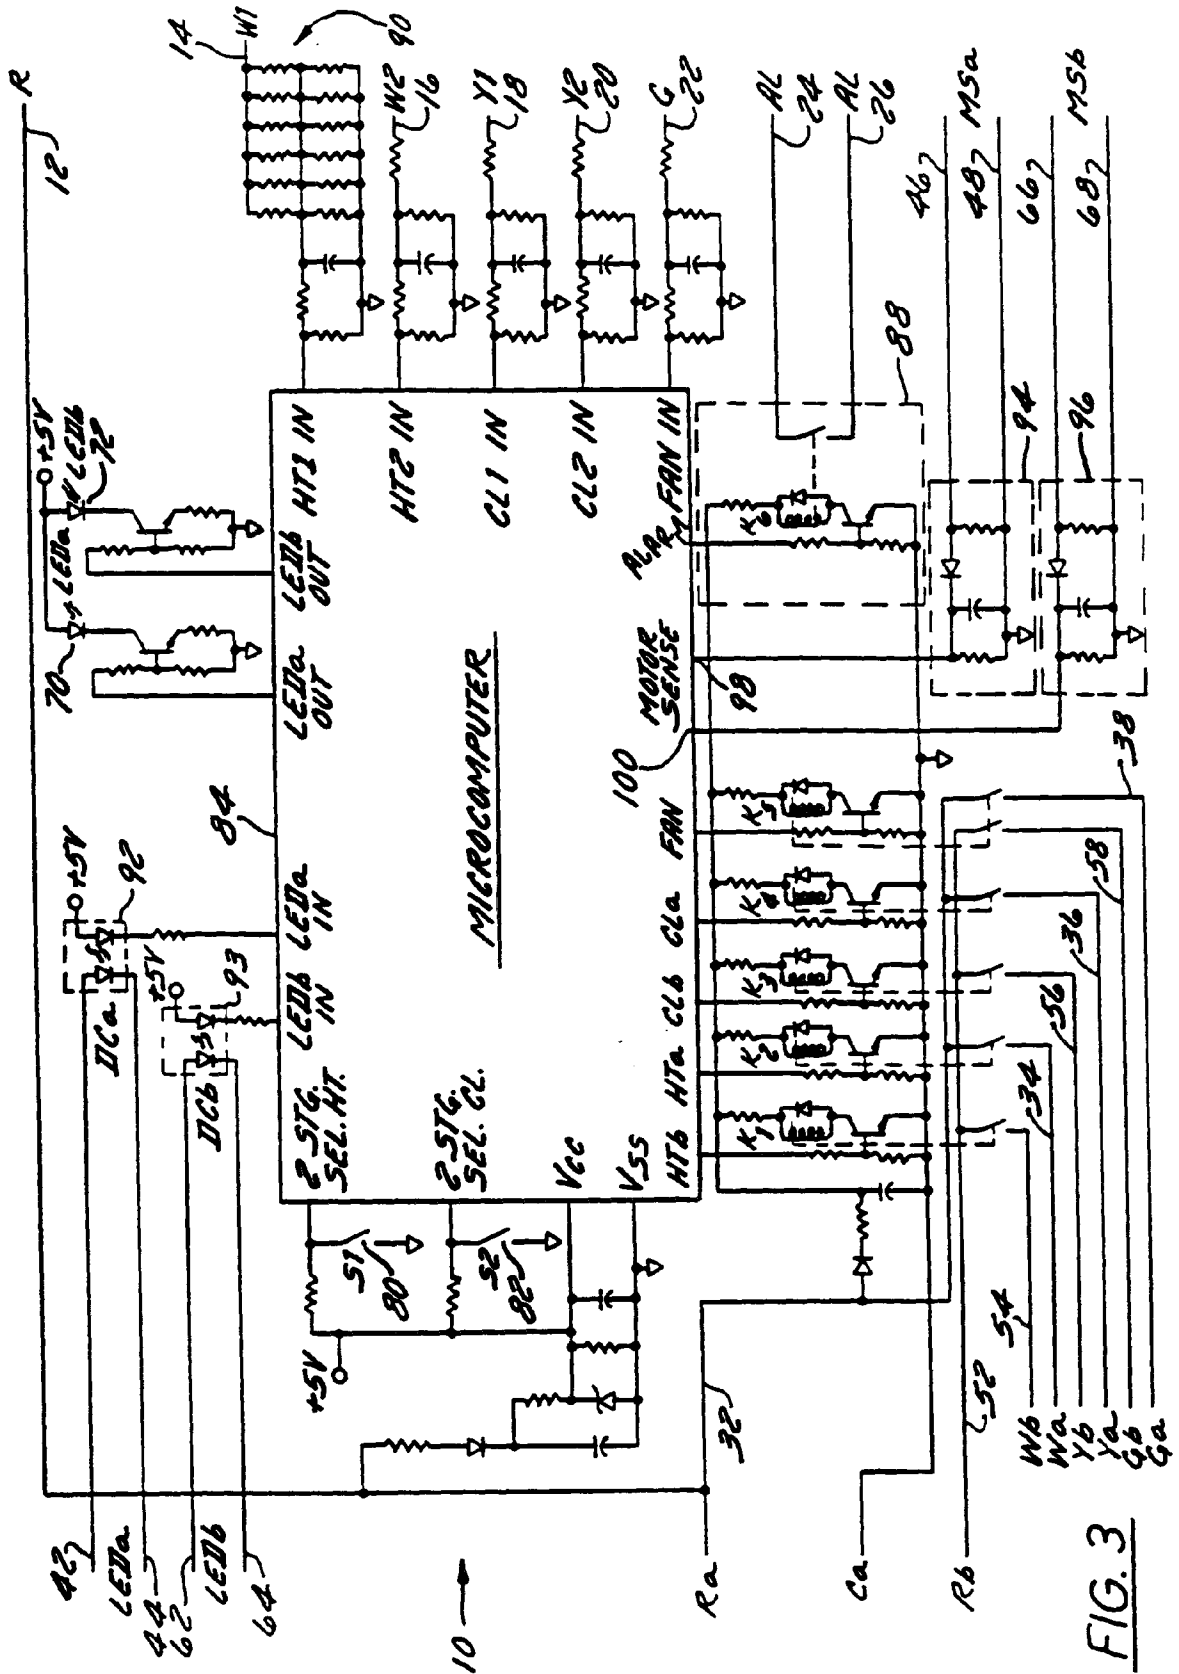 R
12
14
W1
90
W2
16
Y1
18
Y2
20
G
22
AL
24
AL
26
46
MSa
48
66
MSb
68
88
94
96
+5V
LEDb
72
LEDa
70
84
+5V
92
DCa
+5V
93
DCb
42
LEDa
44
62
LEDb
64
HT1 IN
HT2 IN
CL1 IN
CL2 IN
FAN IN
LEDb
OUT
LEDa
OUT
LEDa
IN
LEDb
IN
2 STG.
SEL. HT.
2 STG.
SEL. CL.
VCC
VSS
MICROCOMPUTER
ALARM
MOTOR
SENSE
98
100
FAN
CLa
CLb
HTa
HTb
K6
K5
K4
K3
K2
K1
S1
80
S2
82
+5V
10
32
Ra
Ca
Rb
52
54
34
56
36
58
38
Wb
Wa
Yb
Ya
Gb
Ga
FIG. 3